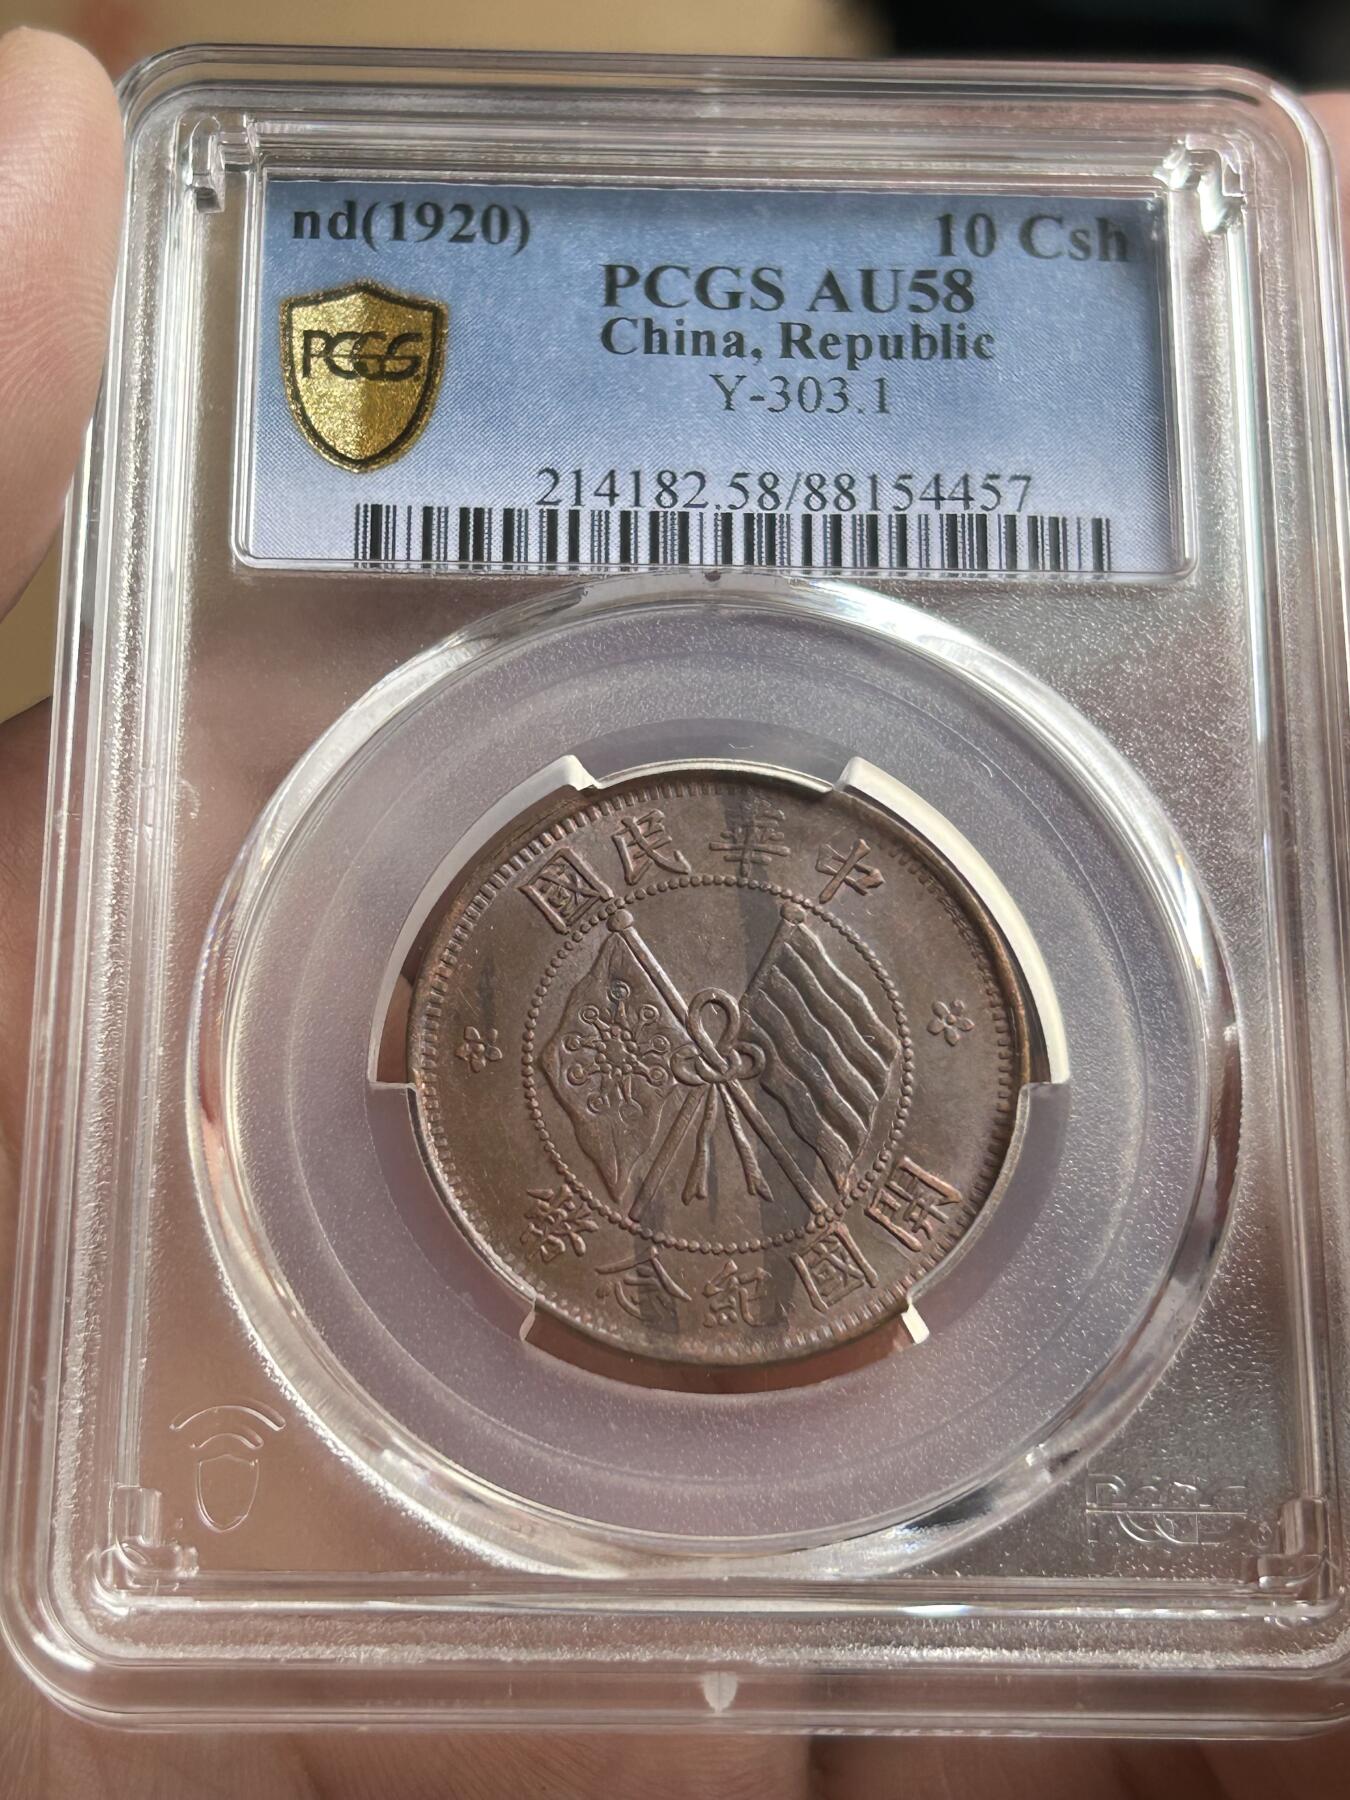 nd(1920)
10 Csh
PCGS AU58
China, Republic
Y-303.1
PCGS
214182.58/88154457
中華民國
開國紀念幣
PCGS